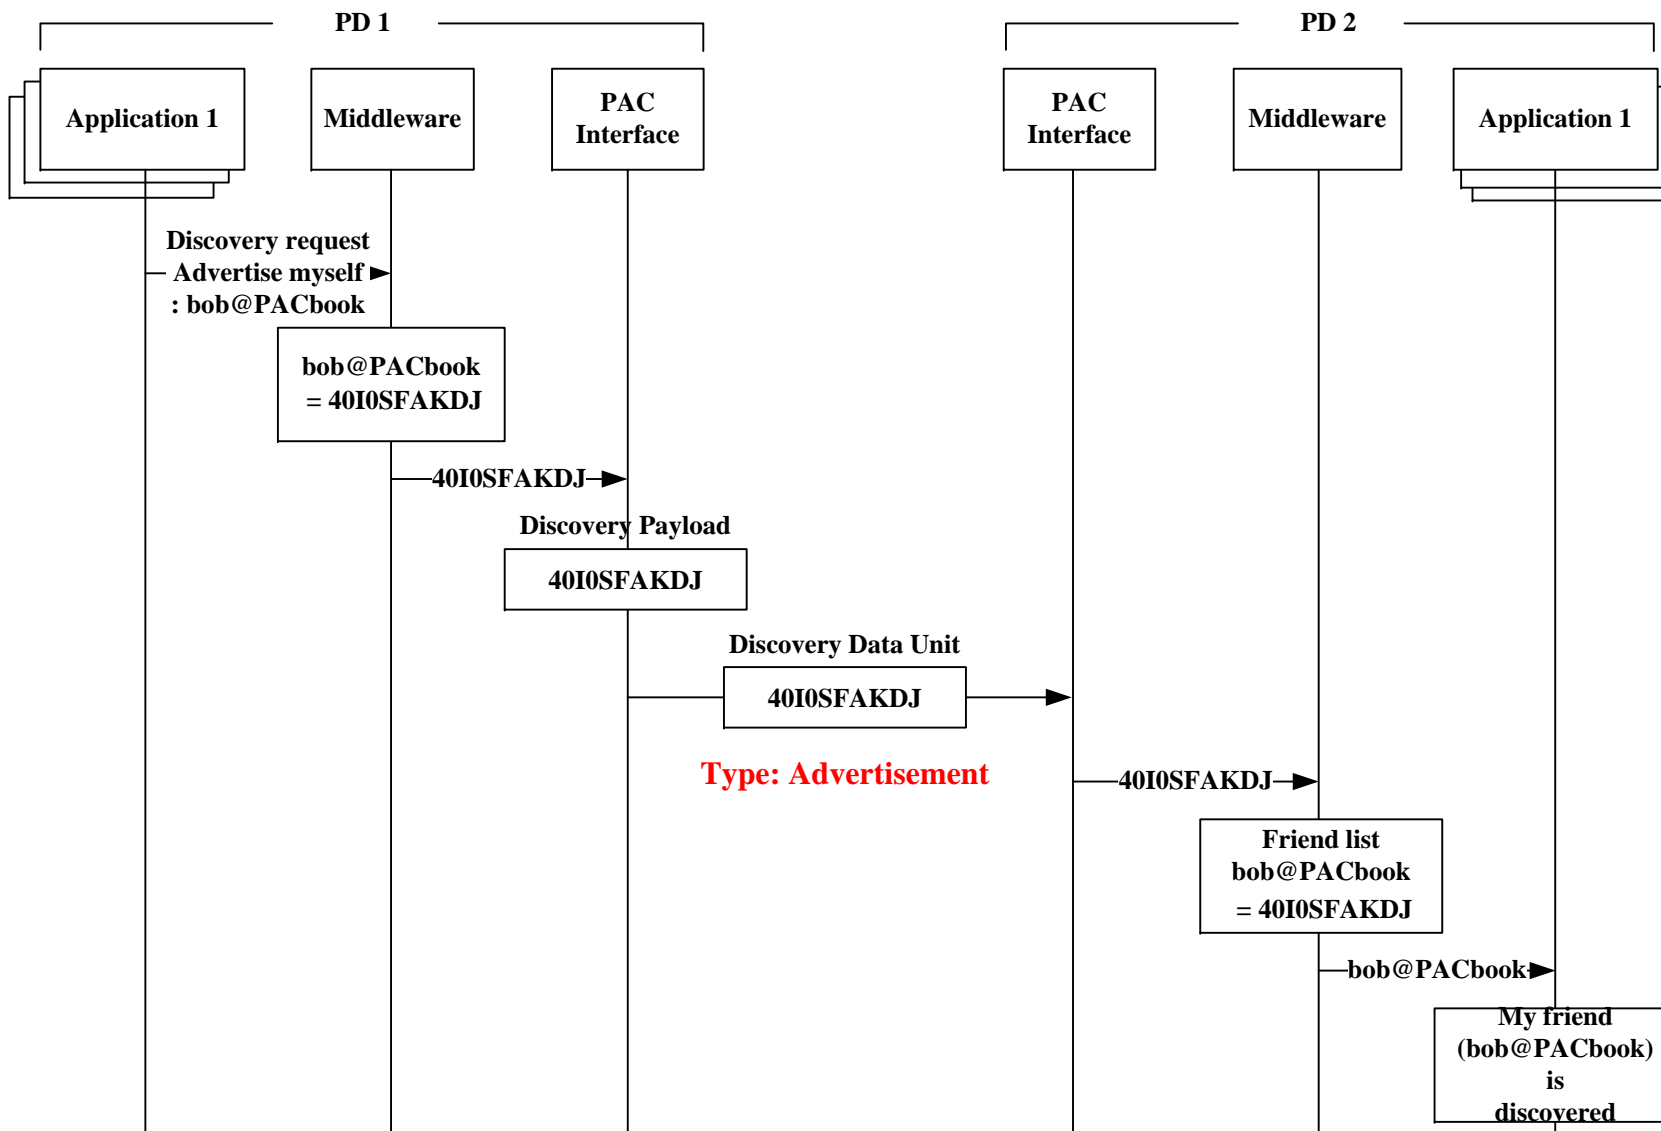 PD 1
PD 2
Application 1
Middleware
PAC
Interface
PAC
Interface
Middleware
Application 1
Discovery request
Advertise myself
: bob@PACbook
bob@PACbook
= 40I0SFAKDJ
40I0SFAKDJ
Discovery Payload
40I0SFAKDJ
Discovery Data Unit
40I0SFAKDJ
Type: Advertisement
40I0SFAKDJ
Friend list
bob@PACbook
= 40I0SFAKDJ
bob@PACbook
My friend
(bob@PACbook)
is
discovered